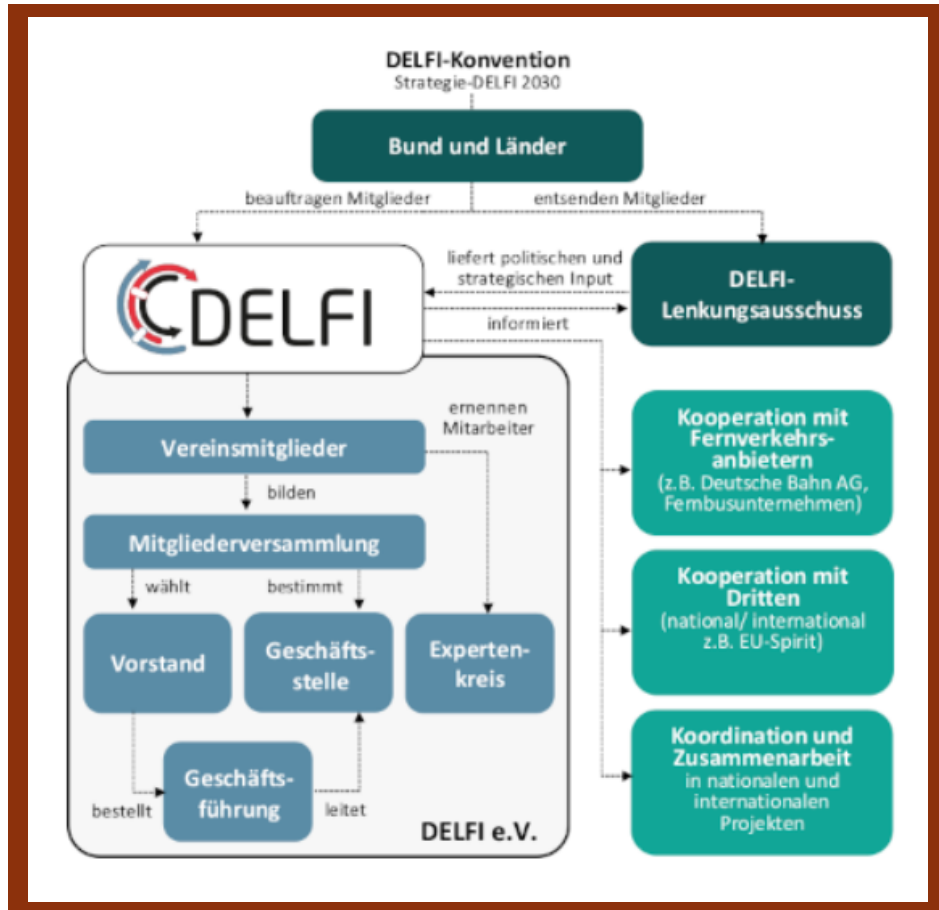 DELFI-Konvention
Strategie-DELFI 2030
Bund und Länder
beauftragen Mitglieder
entsenden Mitglieder
DELFI
liefert politischen und
strategischen Input
informiert
DELFI-
Lenkungsausschuss
Vereinsmitglieder
ernennen
Mitarbeiter
bilden
Mitgliederversammlung
wählt
bestimmt
Vorstand
Geschäfts-
stelle
Experten-
kreis
Geschäfts-
führung
bestellt
leitet
DELFI e.V.
Kooperation mit
Fernverkehrs-
anbietern
(z.B. Deutsche Bahn AG,
Fernbusunternehmen)
Kooperation mit
Dritten
(national/ international
z.B. EU-Spirit)
Koordination und
Zusammenarbeit
in nationalen und
internationalen
Projekten